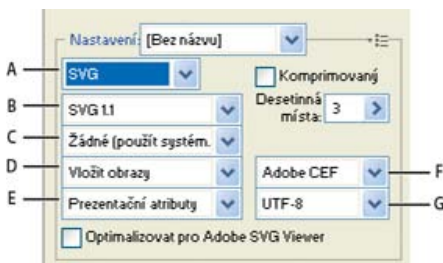 Nastavení: [Bez názvu]
A SVG Komprimovaný
B SVG 1.1 Desetinná místa: 3
C Žádné (použít systém.
D Vložit obrazy Adobe CEF F
E Prezentační atributy UTF-8 G
Optimalizovat pro Adobe SVG Viewer